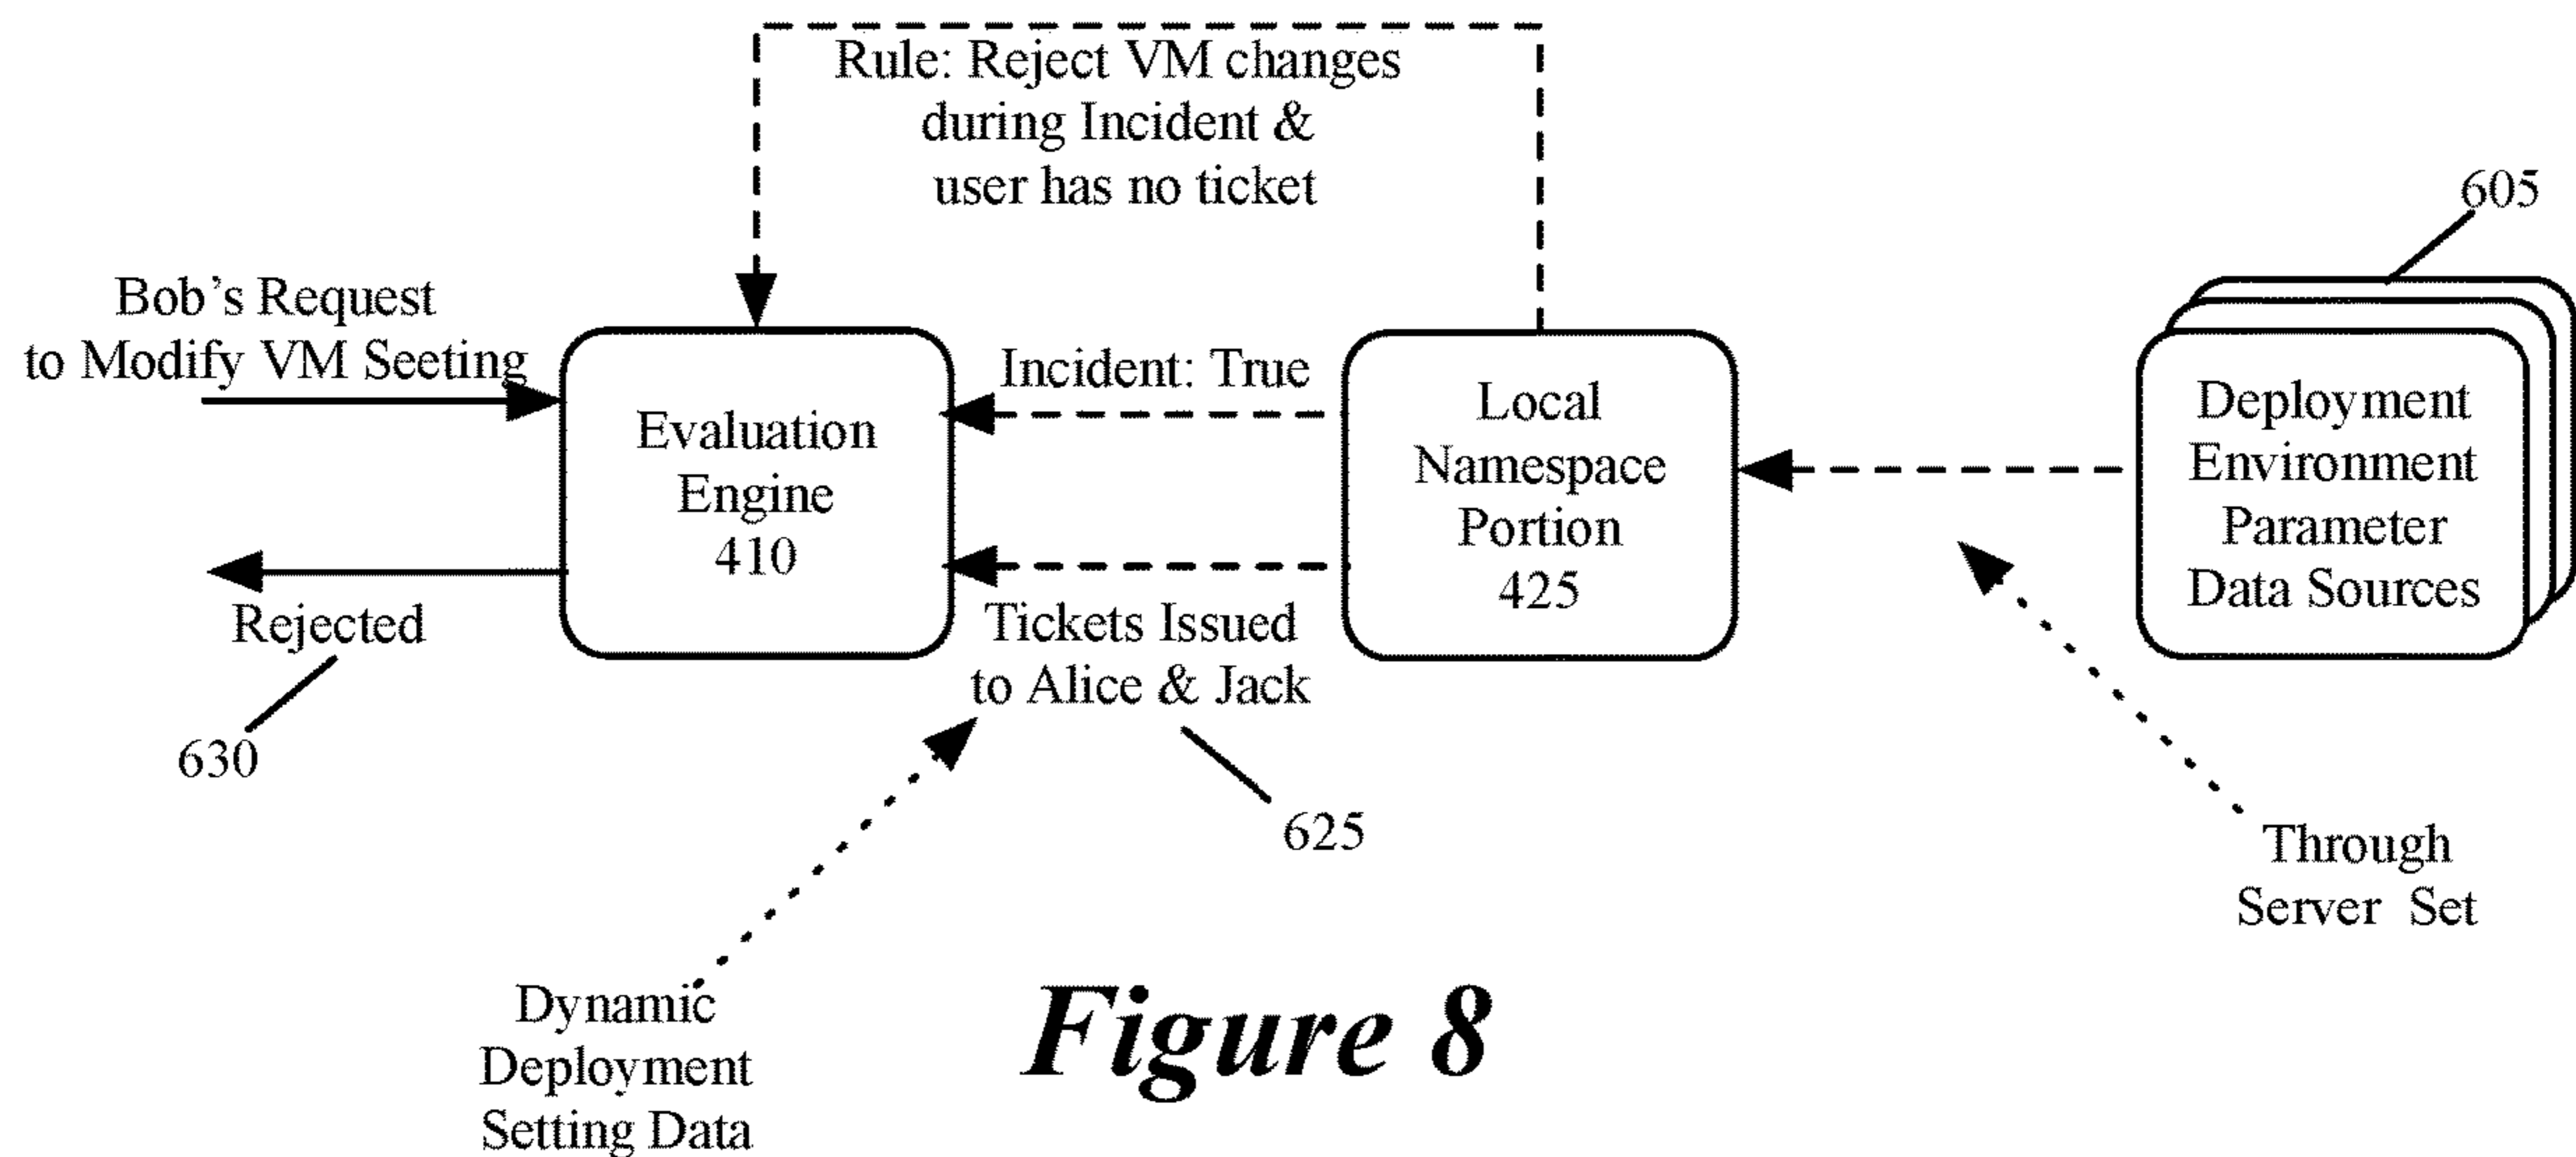 Rule: Reject VM changes
during Incident &
user has no ticket
605
Bob's Request
to Modify VM Seeting
Incident: True
Evaluation
Engine
410
Local
Namespace
Portion
425
Deployment
Environment
Parameter
Data Sources
Rejected
630
Tickets Issued
to Alice & Jack
625
Through
Server Set
Dynamic
Deployment
Setting Data
Figure 8